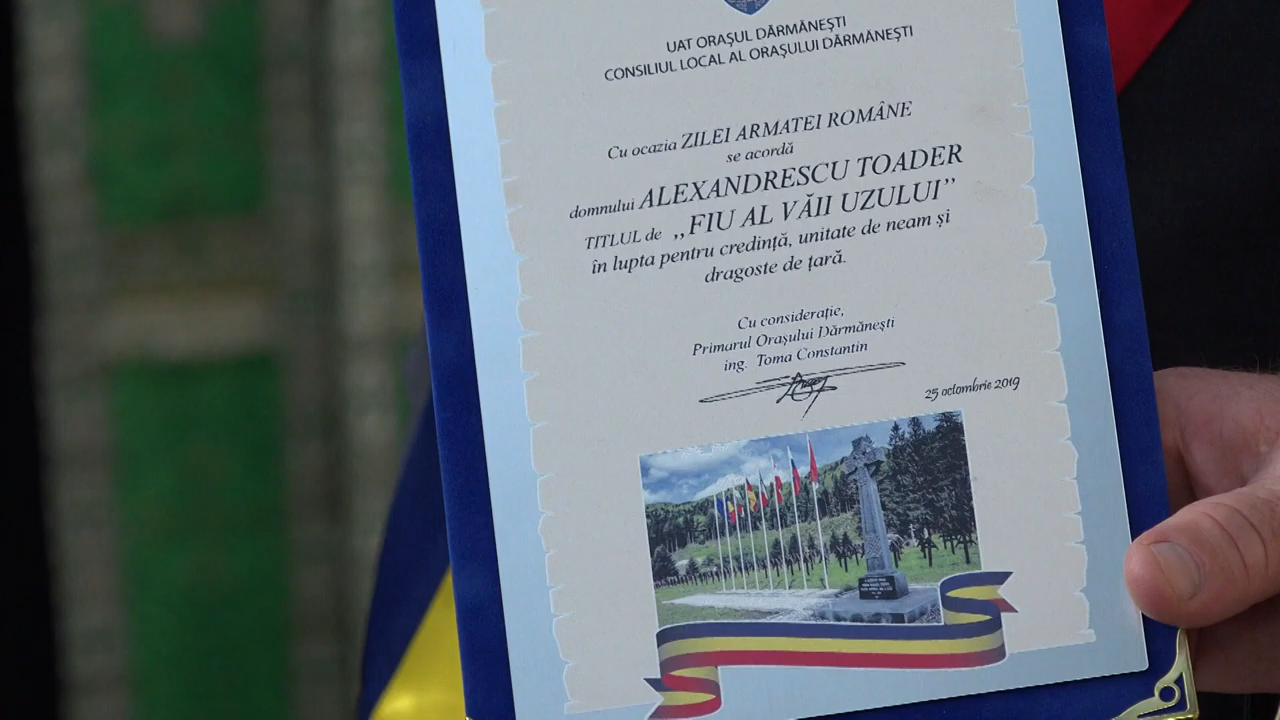 UAT ORAȘUL DĂRMĂNEȘTI
CONSILIUL LOCAL AL ORAȘULUI DĂRMĂNEȘTI
Cu ocazia ZILEI ARMATEI ROMÂNE
se acordă
domnului ALEXANDRESCU TOADER
TITLUL de ,,FIU AL VĂII UZULUI”
în lupta pentru credință, unitate de neam și
dragoste de țară.
Cu considerație,
Primarul Orașului Dărmănești
ing. Toma Constantin
25 octombrie 2019